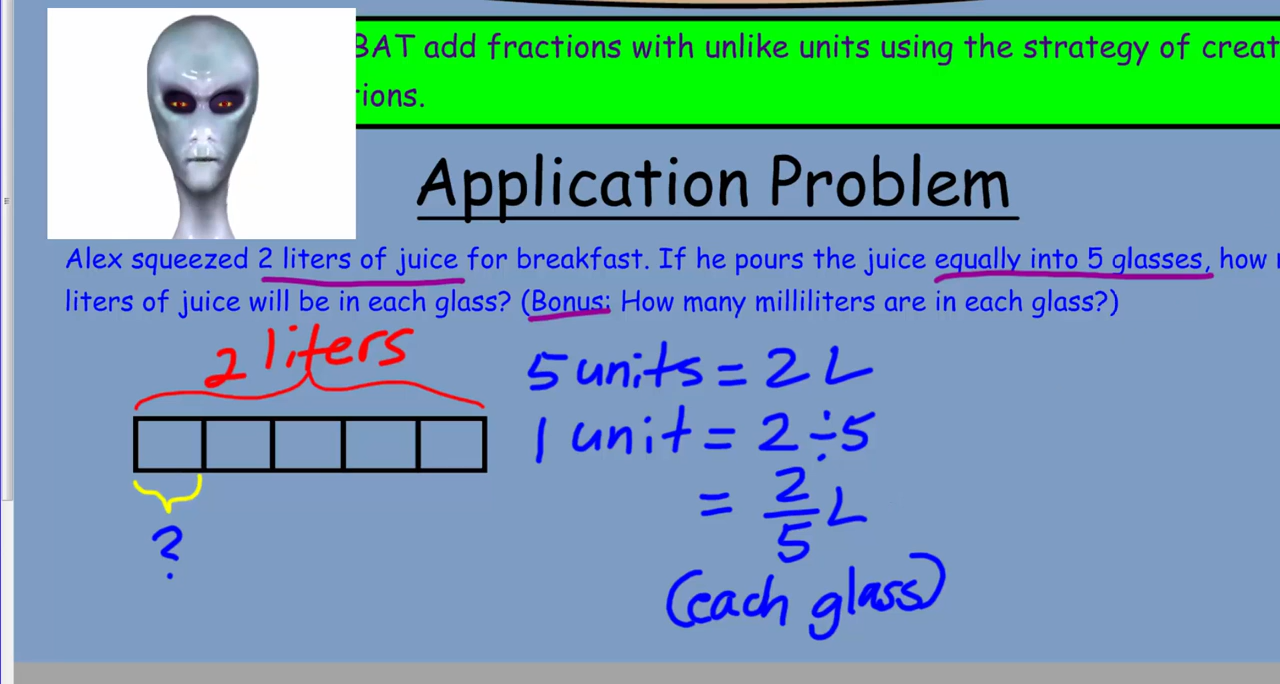 BAT add fractions with unlike units using the strategy of creat
tions.
Application Problem
Alex squeezed 2 liters of juice for breakfast. If he pours the juice equally into 5 glasses, how
liters of juice will be in each glass? (Bonus: How many milliliters are in each glass?)
2 liters
?
5 units = 2 L
1 unit = 2 ÷ 5
= 2/5 L
(each glass)